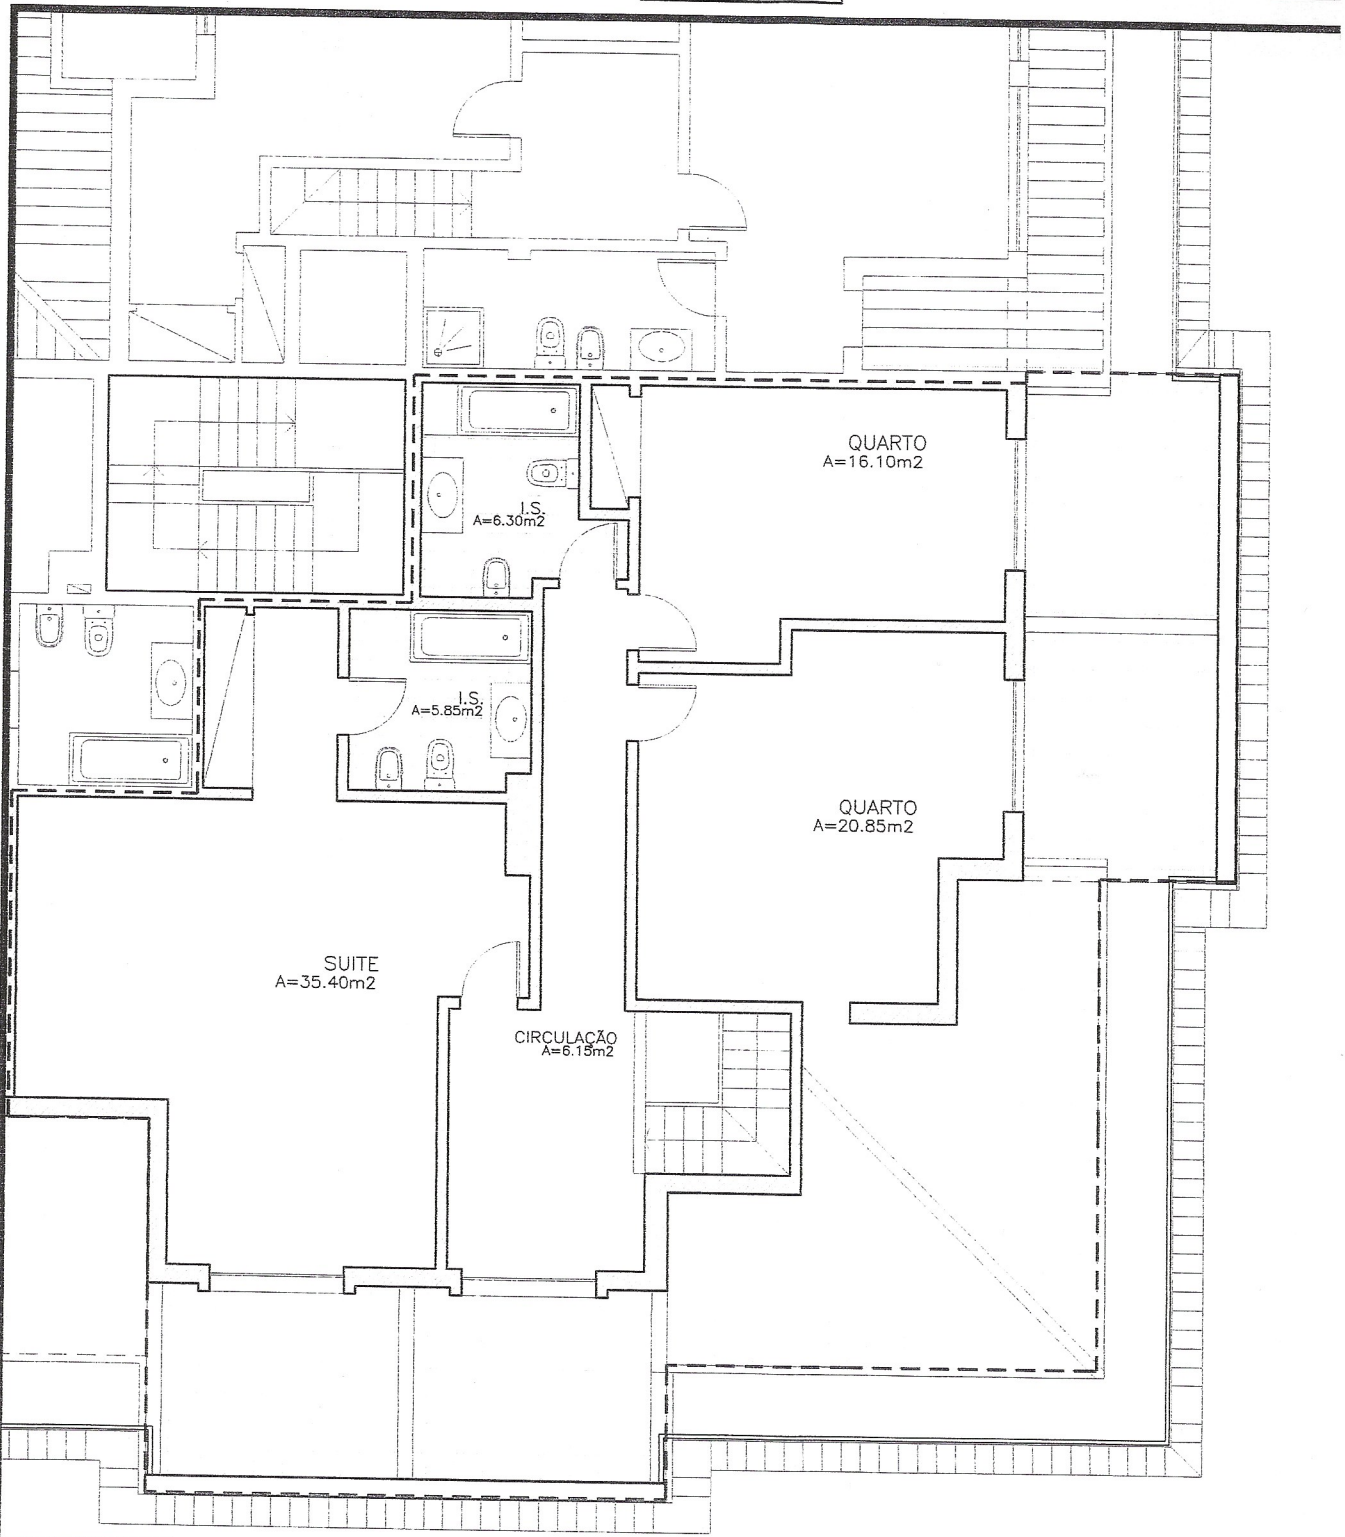 QUARTO
A=16.10m2
I.S.
A=6.30m2
I.S.
A=5.85m2
QUARTO
A=20.85m2
SUITE
A=35.40m2
CIRCULAÇÃO
A=6.15m2